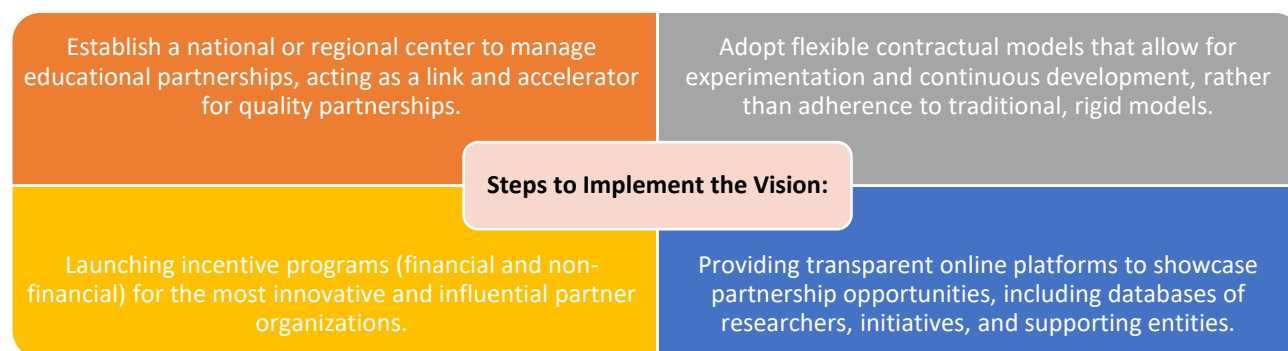 Establish a national or regional center to manage
educational partnerships, acting as a link and accelerator
for quality partnerships.
Adopt flexible contractual models that allow for
experimentation and continuous development, rather
than adherence to traditional, rigid models.
Steps to Implement the Vision:
Launching incentive programs (financial and non-
financial) for the most innovative and influential partner
organizations.
Providing transparent online platforms to showcase
partnership opportunities, including databases of
researchers, initiatives, and supporting entities.